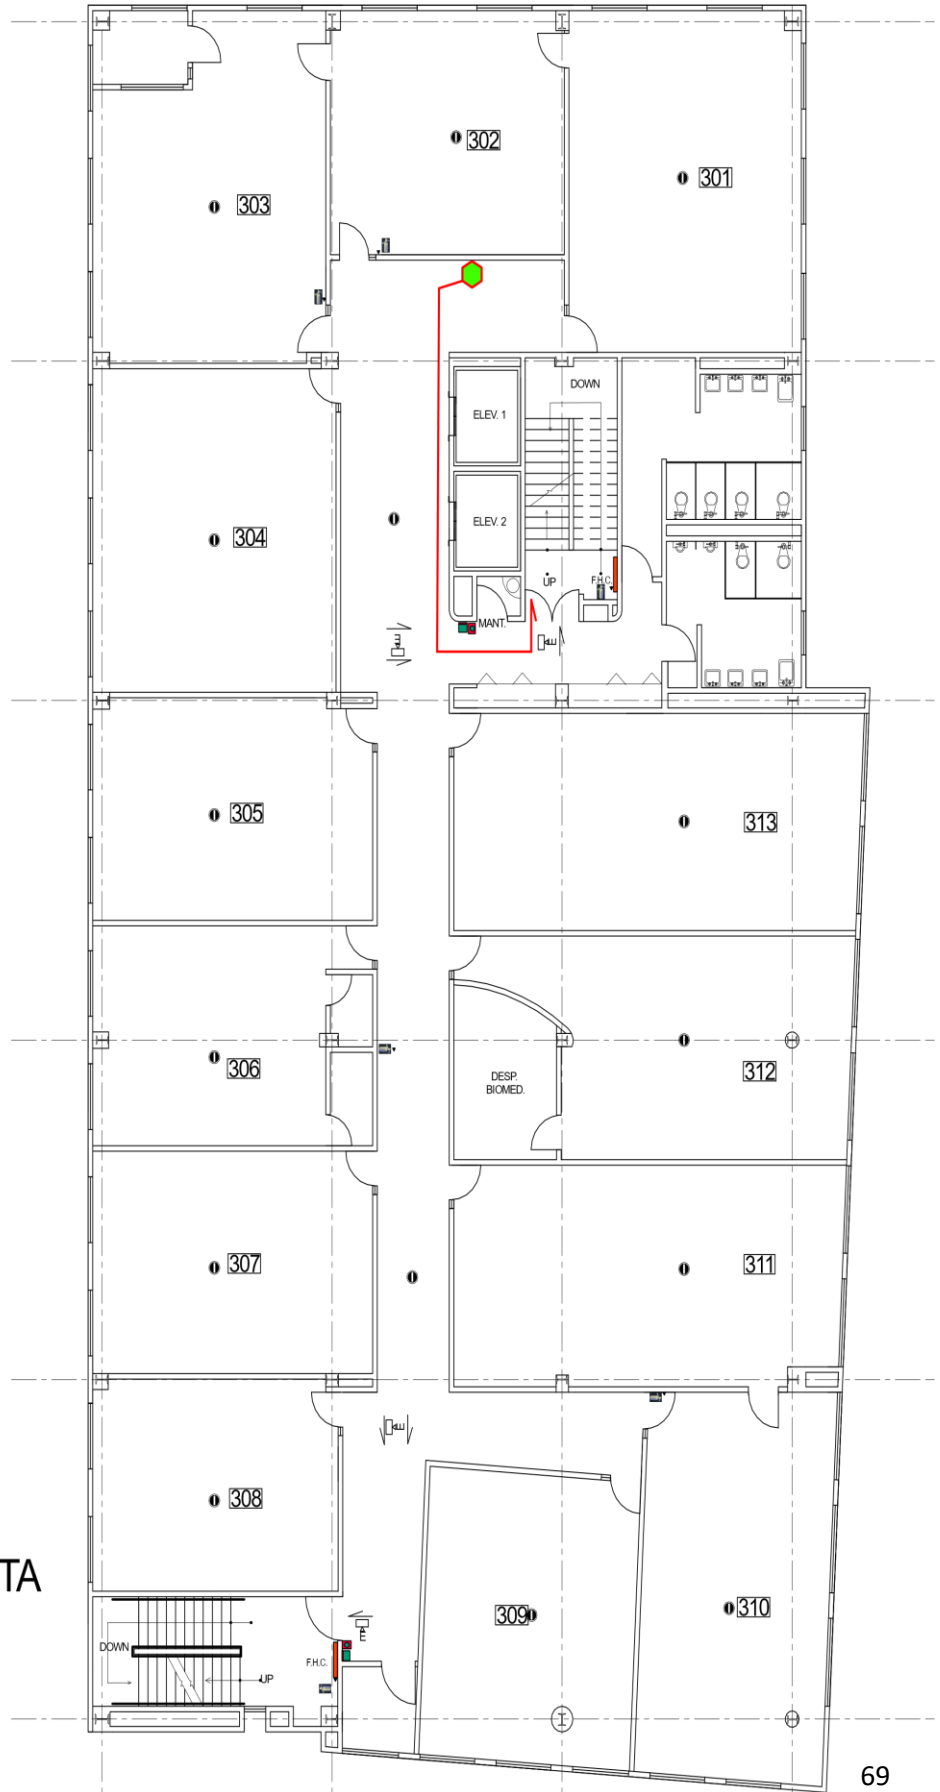 302
301
303
DOWN
ELEV. 1
304
ELEV. 2
UP
F.H.C.
MANT.
E
E
305
313
306
DESP.
BIOMED.
312
307
311
E
308
TA
309
310
E
DOWN
F.H.C.
UP
69